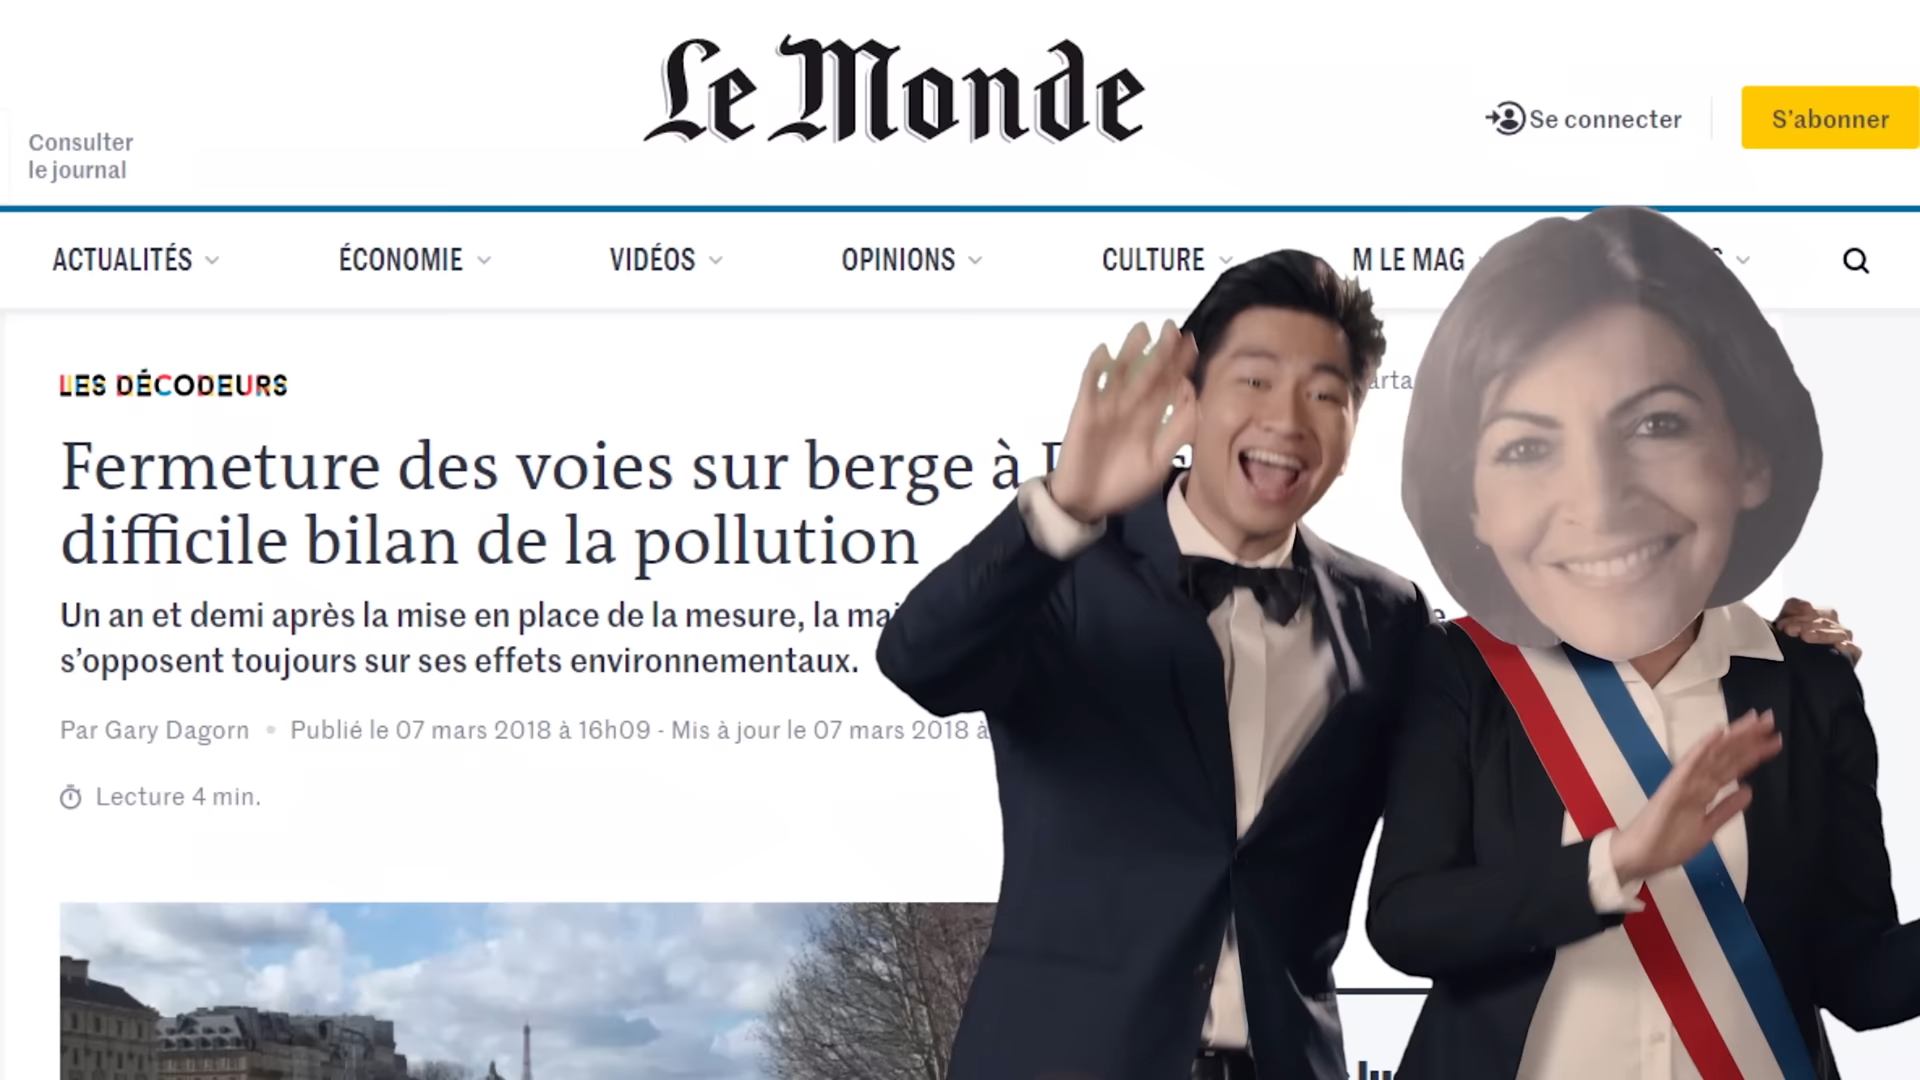 Le Monde
Consulter
le journal
Se connecter
S'abonner
ACTUALITÉS
ÉCONOMIE
VIDÉOS
OPINIONS
CULTURE
M LE MAG
LES DÉCODEURS
Fermeture des voies sur berge à
difficile bilan de la pollution
Un an et demi après la mise en place de la mesure, la
s'opposent toujours sur ses effets environnementaux.
Par Gary Dagorn • Publié le 07 mars 2018 à 16h09 - Mis à jour le 07 mars 2018 à
Lecture 4 min.